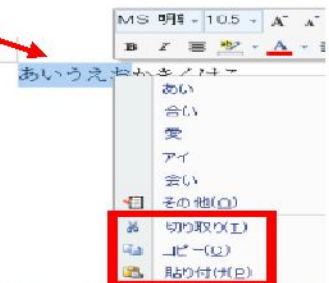 MS 明朝 10.5 A A
B I A
あいうえおかきくけこ
あい
合い
愛
アイ
会い
その他(O)
切り取り(T)
コピー(C)
貼り付け(P)